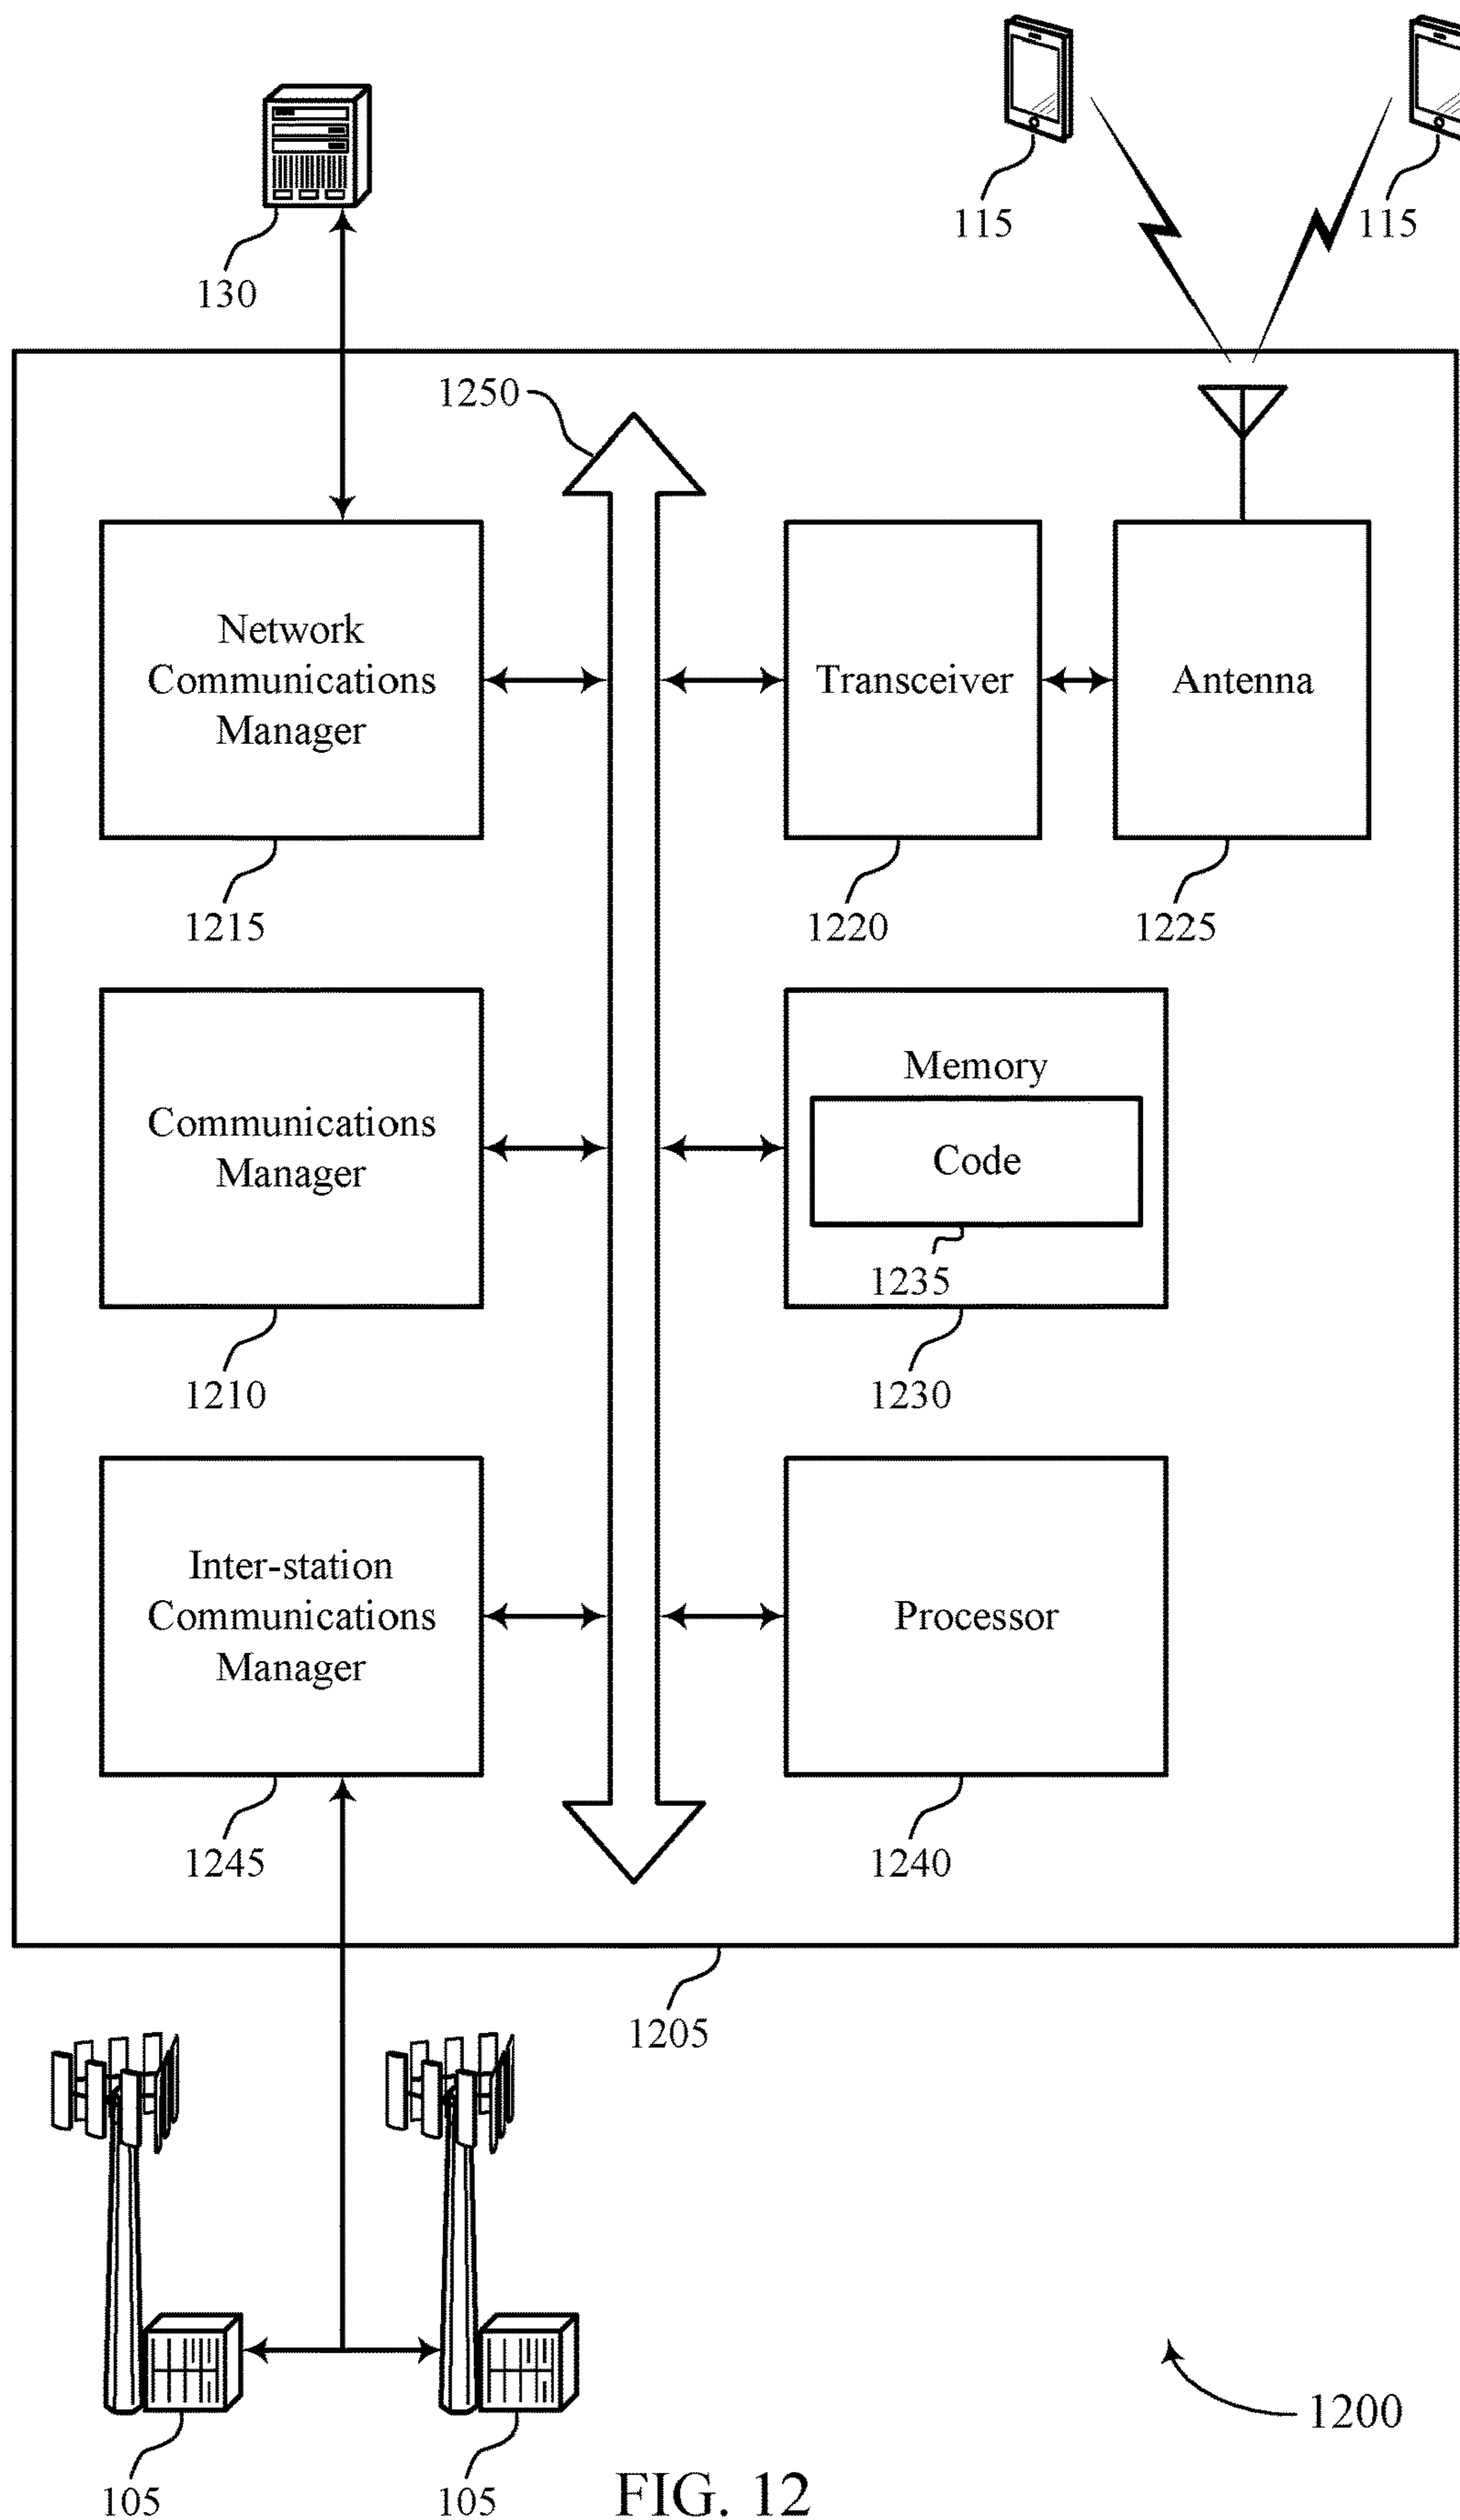 115
115
130
1250
Network
Communications
Manager
Transceiver
Antenna
1215
1220
1225
Communications
Manager
Memory
Code
1235
1210
1230
Inter-station
Communications
Manager
Processor
1245
1240
1205
1200
105
105
FIG. 12